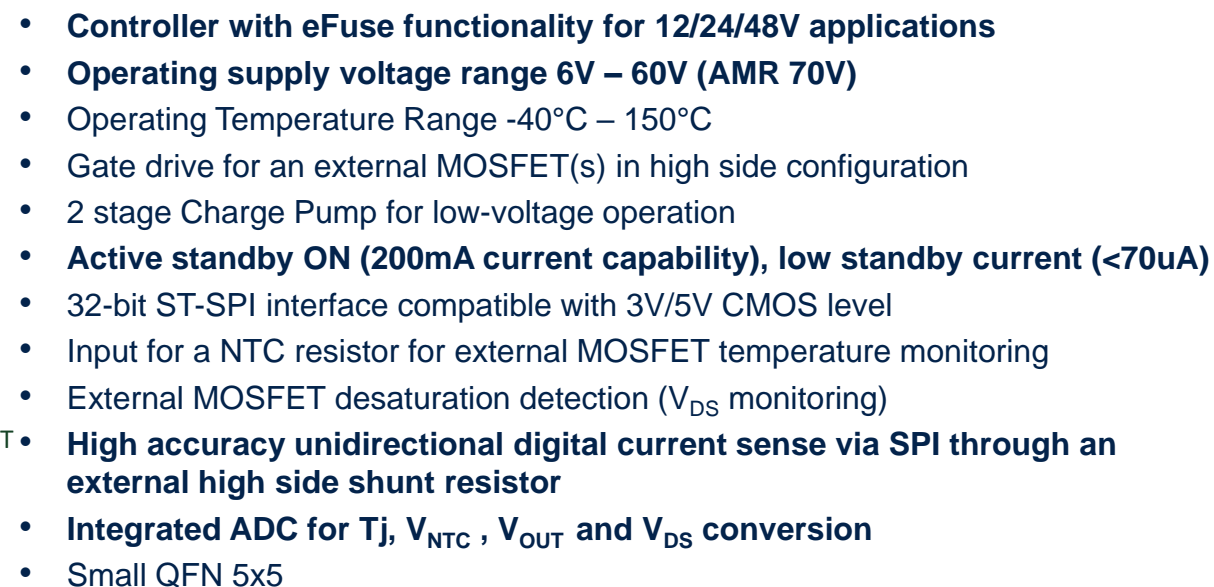 • Controller with eFuse functionality for 12/24/48V applications
• Operating supply voltage range 6V – 60V (AMR 70V)
• Operating Temperature Range -40°C – 150°C
• Gate drive for an external MOSFET(s) in high side configuration
• 2 stage Charge Pump for low-voltage operation
• Active standby ON (200mA current capability), low standby current (<70uA)
• 32-bit ST-SPI interface compatible with 3V/5V CMOS level
• Input for a NTC resistor for external MOSFET temperature monitoring
• External MOSFET desaturation detection (VDS monitoring)
T • High accuracy unidirectional digital current sense via SPI through an
external high side shunt resistor
• Integrated ADC for Tj, VNTC , VOUT and VDS conversion
• Small QFN 5x5